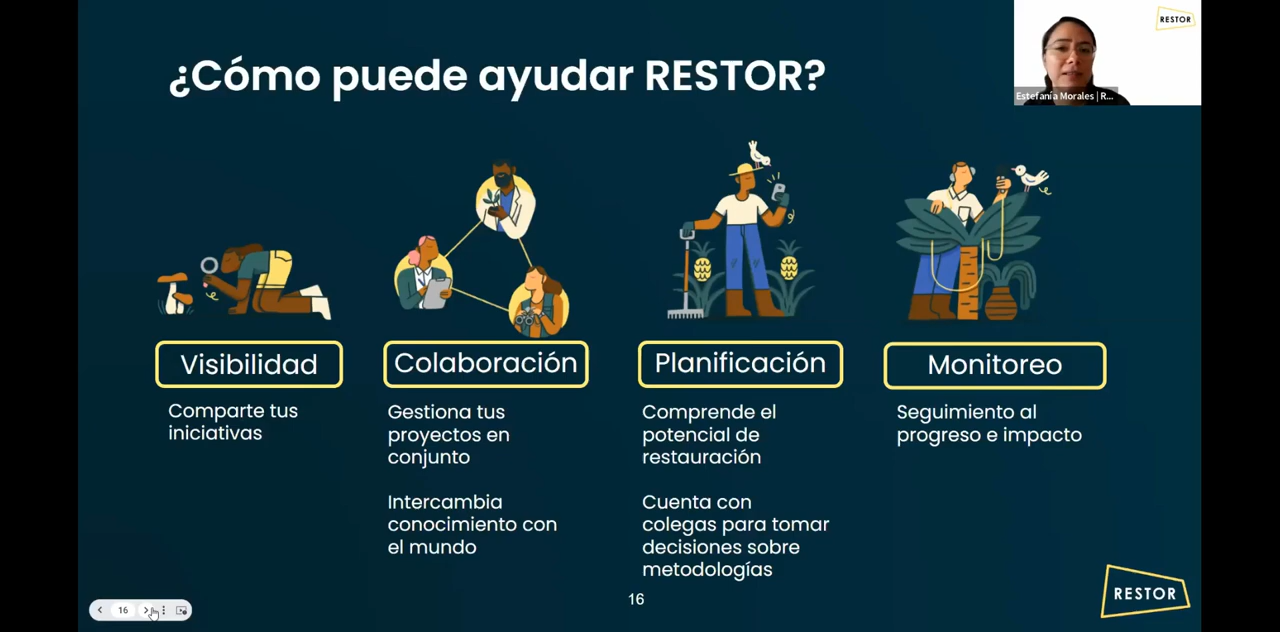 ¿Cómo puede ayudar RESTOR?
RESTOR
Estefanía Morales | R...
Visibilidad
Comparte tus
iniciativas
Colaboración
Gestiona tus
proyectos en
conjunto
Intercambia
conocimiento con
el mundo
Planificación
Comprende el
potencial de
restauración
Cuenta con
colegas para tomar
decisiones sobre
metodologías
Monitoreo
Seguimiento al
progreso e impacto
16
16
RESTOR